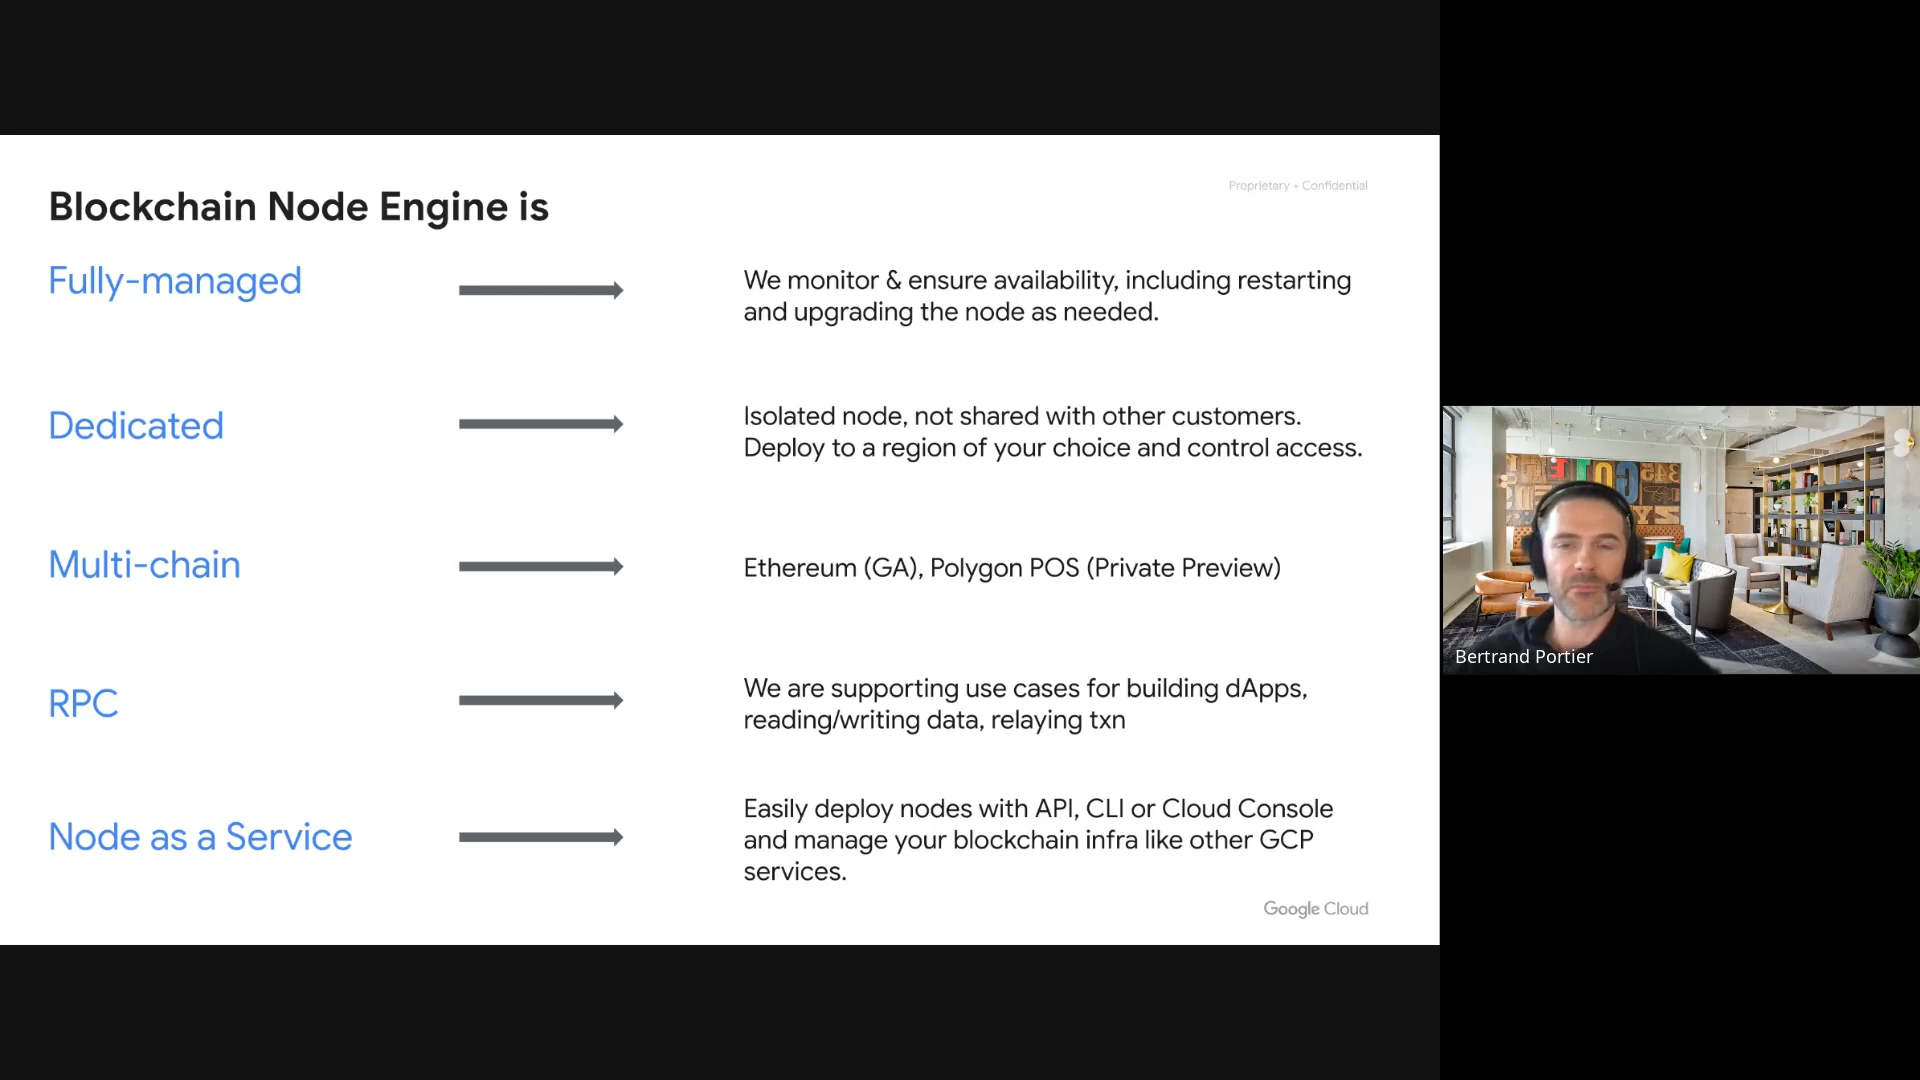 Blockchain Node Engine is
Proprietary + Confidential
Fully-managed
We monitor & ensure availability, including restarting
and upgrading the node as needed.
Dedicated
Isolated node, not shared with other customers.
Deploy to a region of your choice and control access.
Multi-chain
Ethereum (GA), Polygon POS (Private Preview)
RPC
We are supporting use cases for building dApps,
reading/writing data, relaying txn
Node as a Service
Easily deploy nodes with API, CLI or Cloud Console
and manage your blockchain infra like other GCP
services.
Google Cloud
Bertrand Portier